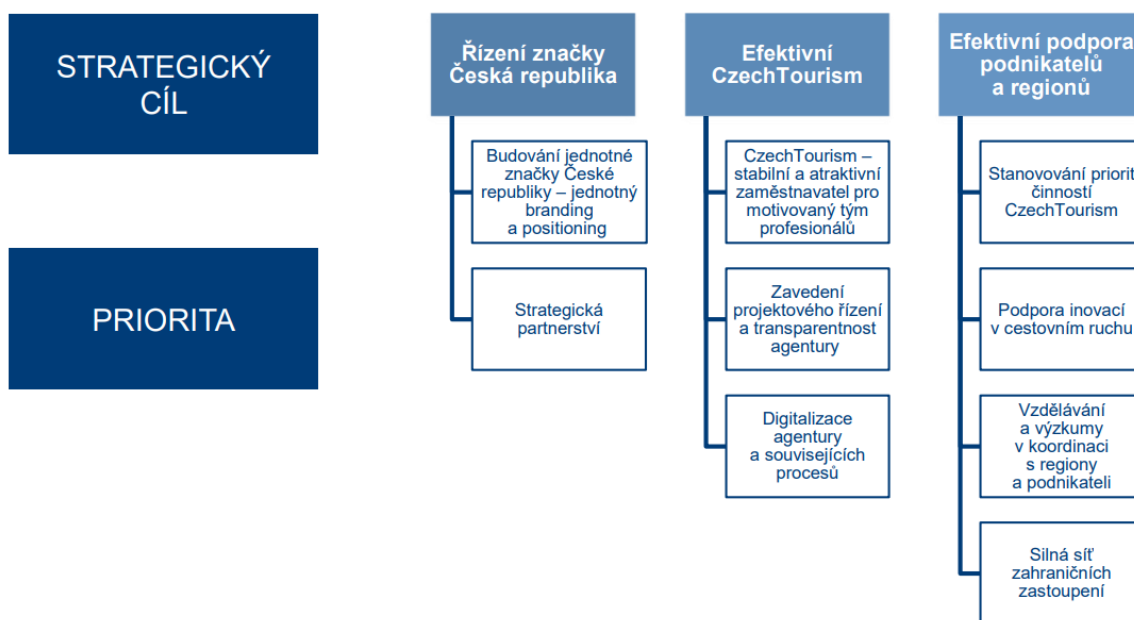 STRATEGICKÝ
CÍL
PRIORITA
Řízení značky
Česká republika
Budování jednotné
značky České
republiky – jednotný
branding
a positioning
Strategická
partnerství
Efektivní
CzechTourism
CzechTourism –
stabilní a atraktivní
zaměstnavatel pro
motivovaný tým
profesionálů
Zavedení
projektového řízení
a transparentnost
agentury
Digitalizace
agentury
a souvisejících
procesů
Efektivní podpora
podnikatelů
a regionů
Stanovování priorit
činností
CzechTourism
Podpora inovací
v cestovním ruchu
Vzdělávání
a výzkumy
v koordinaci
s regiony
a podnikateli
Silná síť
zahraničních
zastoupení